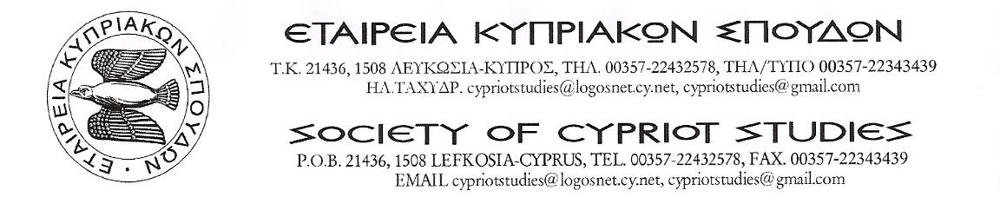 ΕΤΑΙΡΕΙΑ ΚΥΠΡΙΑΚΩΝ ΣΠΟΥΔΩΝ
ΕΤΑΙΡΕΙΑ ΚΥΠΡΙΑΚΩΝ ΣΠΟΥΔΩΝ
Τ.Κ. 21436, 1508 ΛΕΥΚΩΣΙΑ-ΚΥΠΡΟΣ, ΤΗΛ. 00357-22432578, ΤΗΛ/ΤΥΠΟ 00357-22343439
ΗΛ.ΤΑΧΥΔΡ. cypriotstudies@logosnet.cy.net, cypriotstudies@gmail.com
SOCIETY OF CYPRIOT STUDIES
P.O.B. 21436, 1508 LEFKOSIA-CYPRUS, TEL. 00357-22432578, FAX. 00357-22343439
EMAIL cypriotstudies@logosnet.cy.net, cypriotstudies@gmail.com